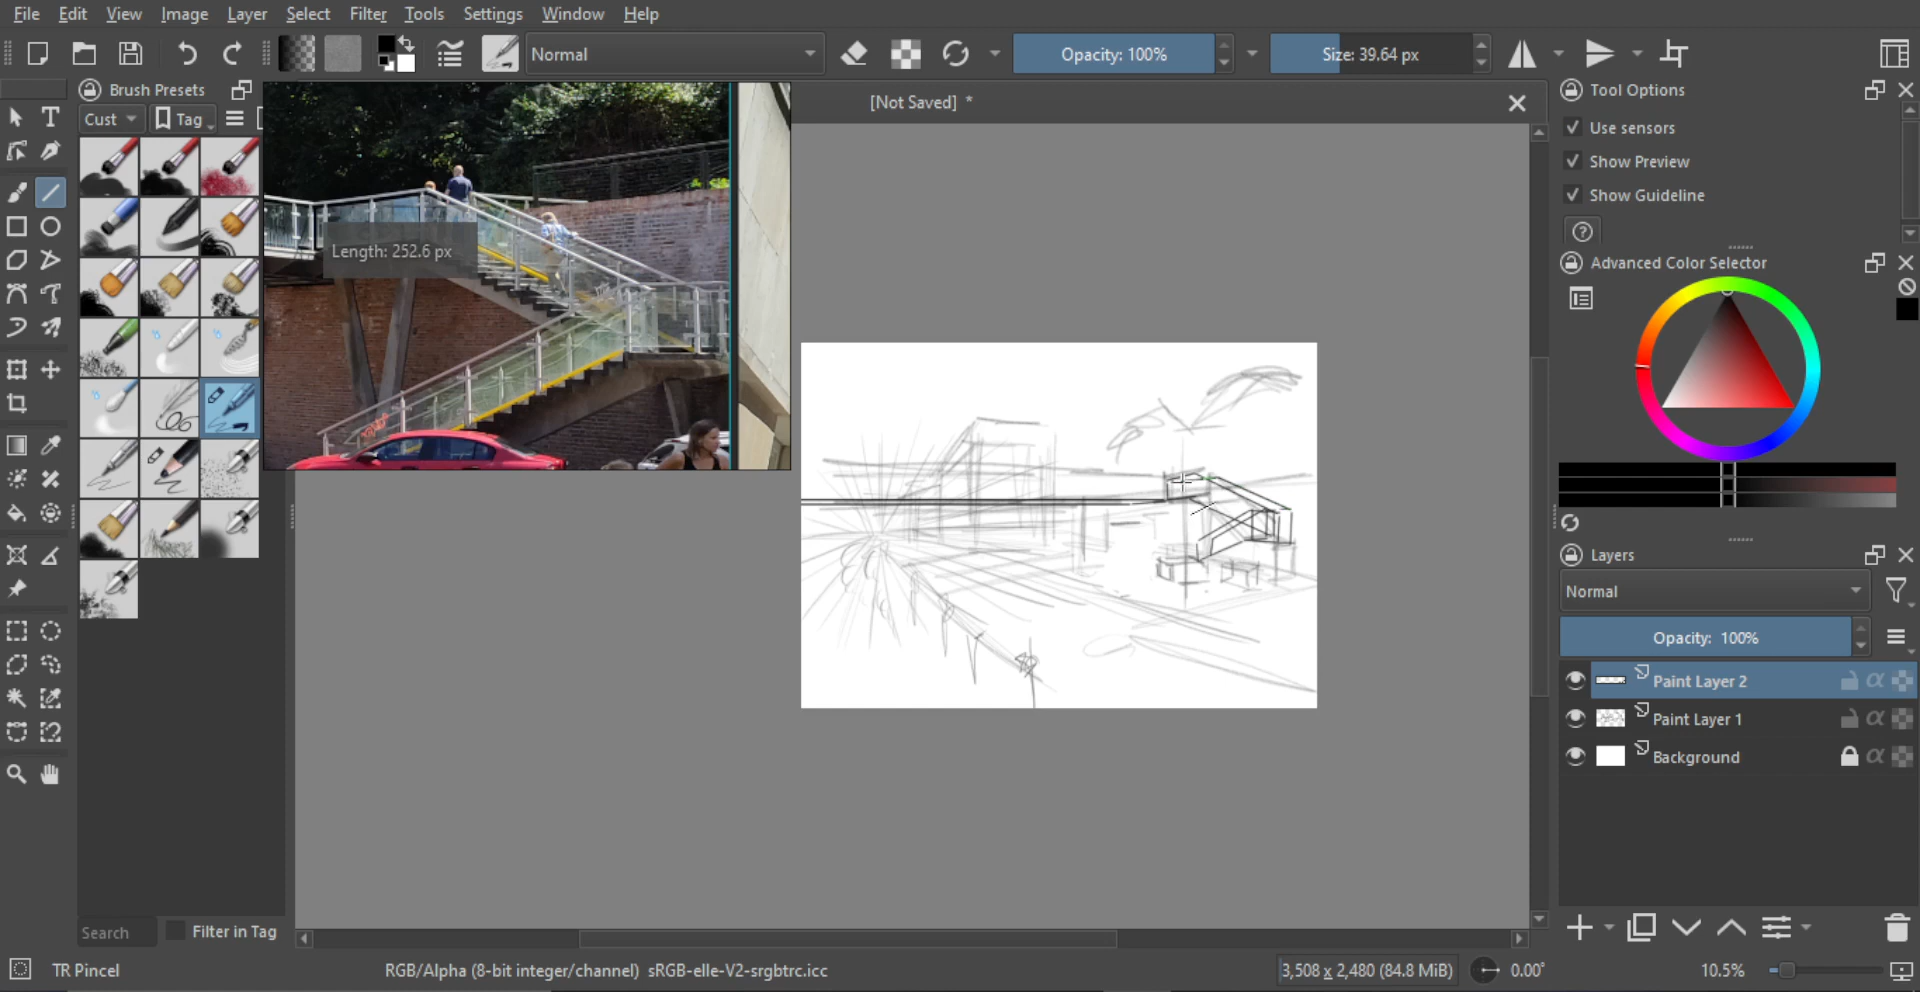 File Edit View Image Layer Select Filter Tools Settings Window Help
Normal
Opacity: 100%
Size: 39.64 px
Brush Presets
[Not Saved] *
Tool Options
Cust
Tag
Use sensors
Show Preview
Show Guideline
Length: 252.6 px
Advanced Color Selector
Layers
Normal
Opacity: 100%
Paint Layer 2
Paint Layer 1
Background
Search
Filter in Tag
TR Pincel
RGB/Alpha (8-bit integer/channel) sRGB-elle-V2-srgbtrc.icc
3,508 x 2,480 (84.8 MiB)
0.00°
10.5%